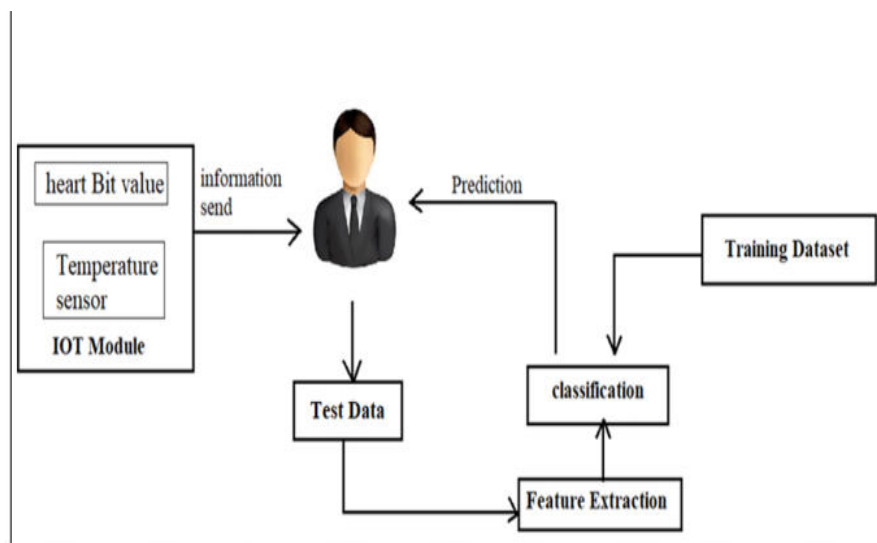 heart Bit value
Temperature
sensor
IOT Module
information
send
Prediction
Training Dataset
classification
Test Data
Feature Extraction